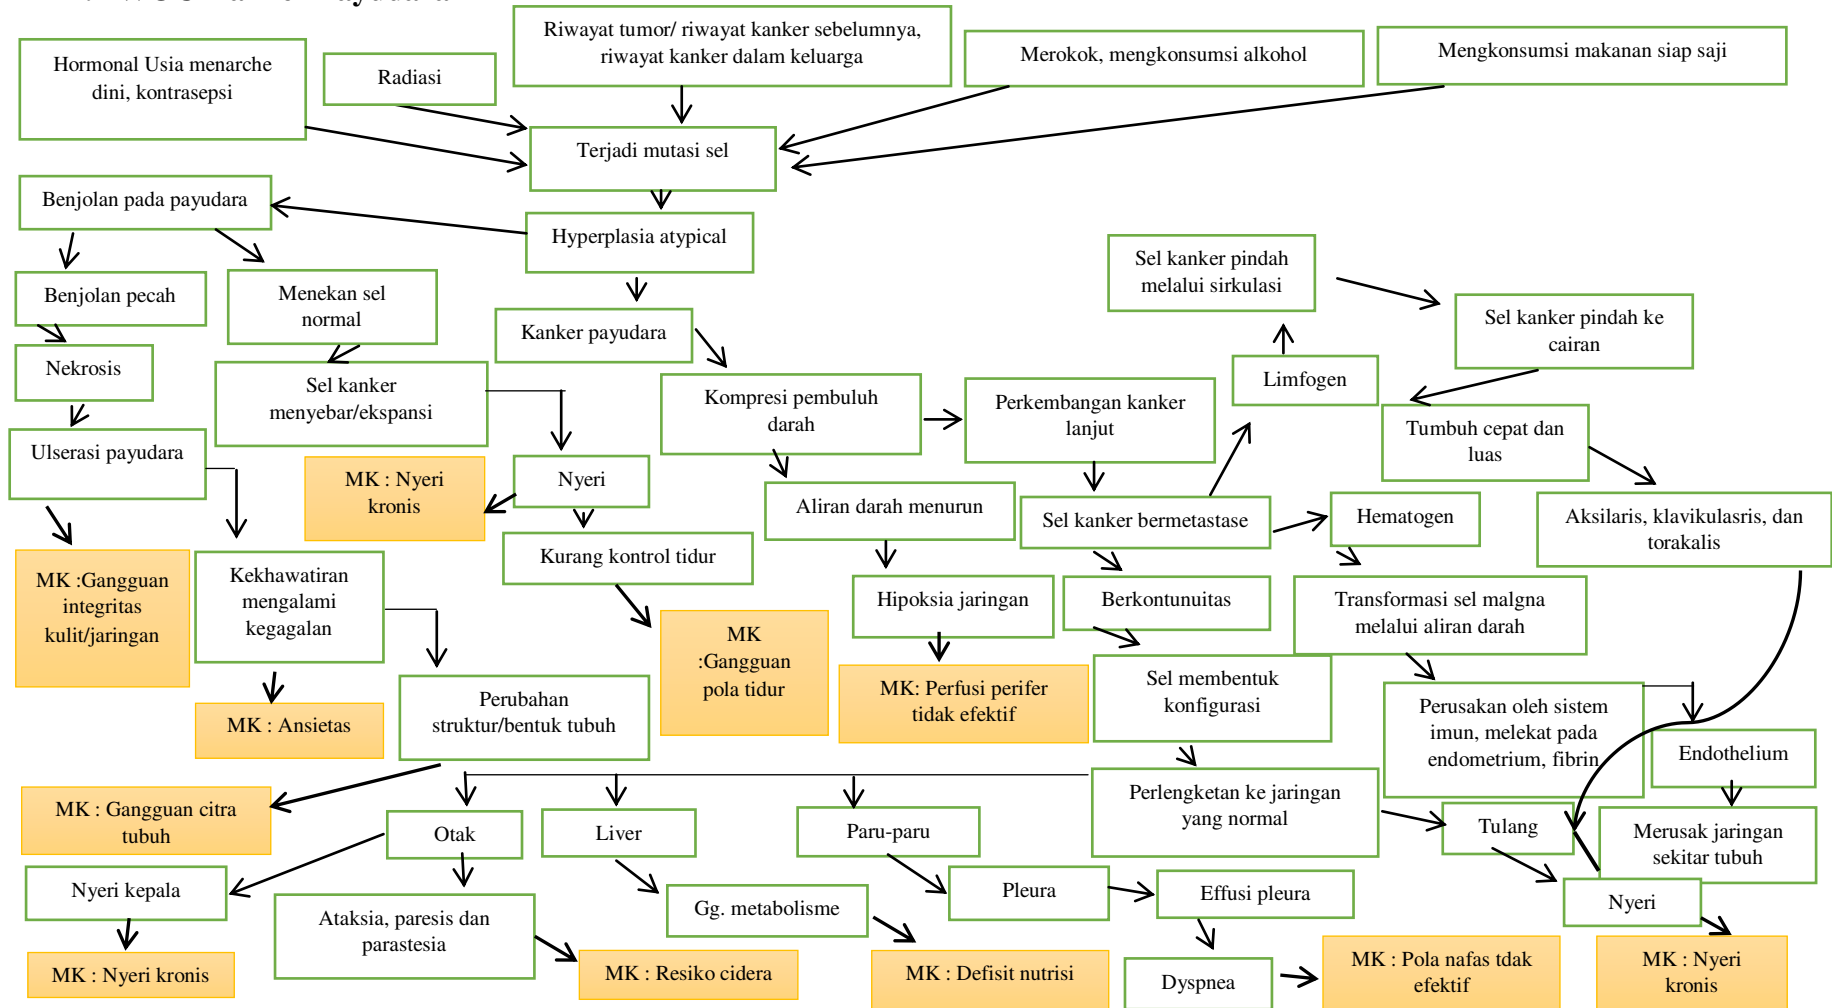 Riwayat tumor/ riwayat kanker sebelumnya,
riwayat kanker dalam keluarga
Hormonal Usia menarche
dini, kontrasepsi
Radiasi
Merokok, mengkonsumsi alkohol
Mengkonsumsi makanan siap saji
Terjadi mutasi sel
Benjolan pada payudara
Hyperplasia atypical
Sel kanker pindah
melalui sirkulasi
Benjolan pecah
Menekan sel
normal
Kanker payudara
Sel kanker pindah ke
cairan
Nekrosis
Sel kanker
menyebar/ekspansi
Kompresi pembuluh
darah
Perkembangan kanker
lanjut
Limfogen
Tumbuh cepat dan
luas
Ulserasi payudara
MK : Nyeri
kronis
Nyeri
Aliran darah menurun
Sel kanker bermetastase
Hematogen
Aksilaris, klavikulasris, dan
torakalis
MK :Gangguan
integritas
kulit/jaringan
Kekhawatiran
mengalami
kegagalan
Kurang kontrol tidur
Hipoksia jaringan
Berkontunuitas
Transformasi sel malgna
melalui aliran darah
MK
:Gangguan
pola tidur
MK : Ansietas
Perubahan
struktur/bentuk tubuh
MK: Perfusi perifer
tidak efektif
Sel membentuk
konfigurasi
Perusakan oleh sistem
imun, melekat pada
endometrium, fibrin
Endothelium
MK : Gangguan citra
tubuh
Otak
Liver
Paru-paru
Perlengketan ke jaringan
yang normal
Tulang
Merusak jaringan
sekitar tubuh
Nyeri kepala
Ataksia, paresis dan
parastesia
Gg. metabolisme
Pleura
Effusi pleura
Nyeri
MK : Nyeri kronis
MK : Resiko cidera
MK : Defisit nutrisi
Dyspnea
MK : Pola nafas tdak
efektif
MK : Nyeri
kronis